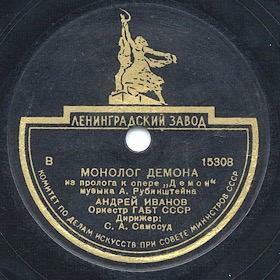 ЛЕНИНГРАДСКИЙ ЗАВОД
В 15308
МОНОЛОГ ДЕМОНА
из пролога к опере „Демон"
музыка А. Рубинштейна
АНДРЕЙ ИВАНОВ
Оркестр ГАБТ СССР
Дирижер:
С. А. Самосуд
КОМИТЕТ ПО ДЕЛАМ ИСКУССТВ ПРИ СОВЕТЕ МИНИСТРОВ СССР